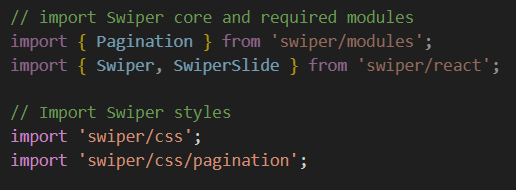 // import Swiper core and required modules
import { Pagination } from 'swiper/modules';
import { Swiper, SwiperSlide } from 'swiper/react';
// Import Swiper styles
import 'swiper/css';
import 'swiper/css/pagination';